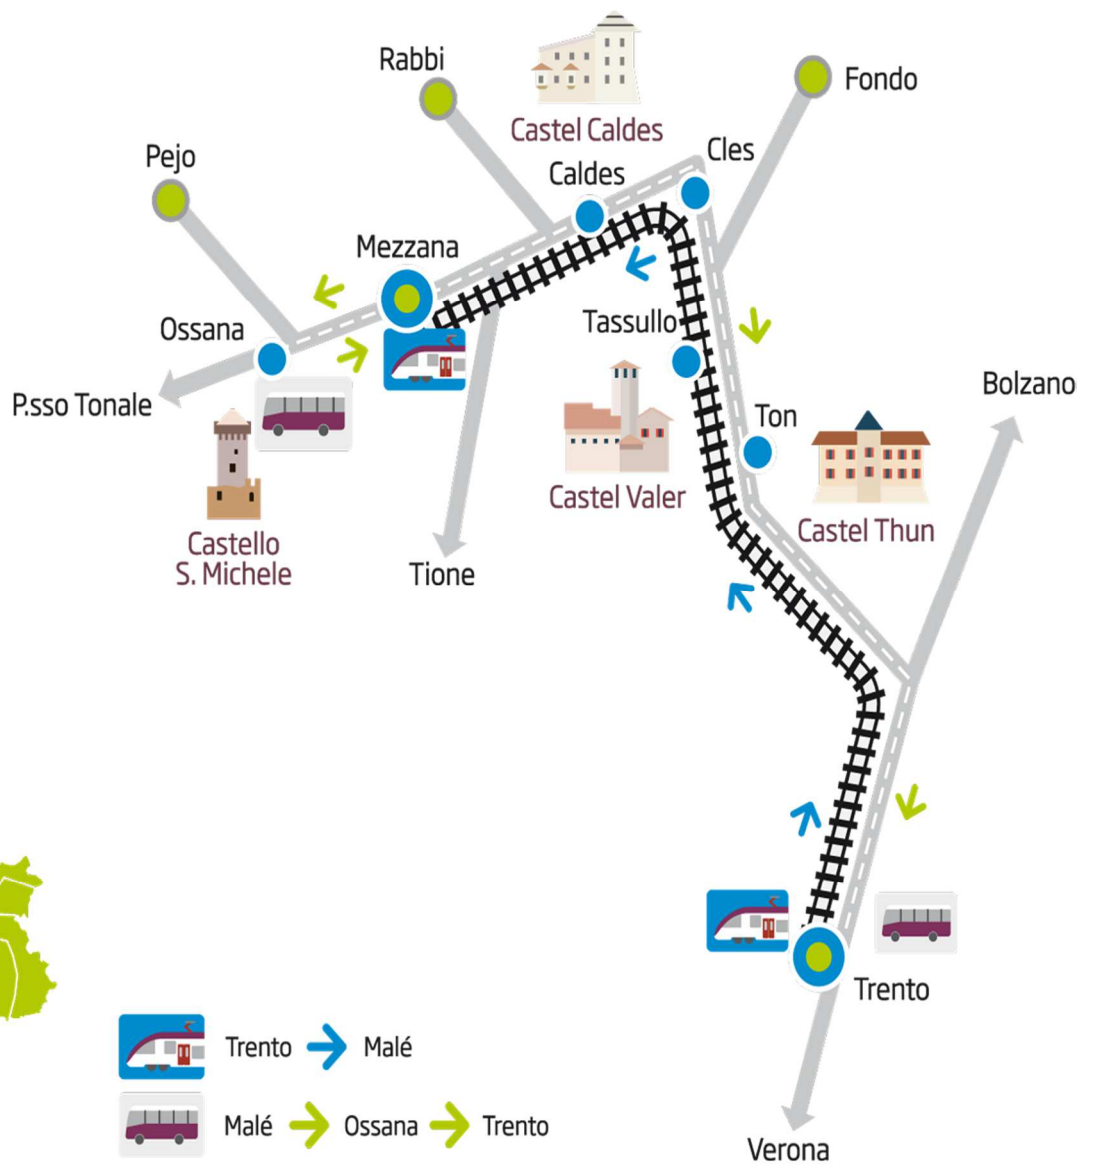 Rabbi
Fondo
Castel Caldes
Cles
Pejo
Caldes
Mezzana
Ossana
Tassullo
Bolzano
P.sso Tonale
Ton
Castel Valer
Castel Thun
Castello
S. Michele
Tione
Trento
Trento Malé
Malé Ossana Trento
Verona